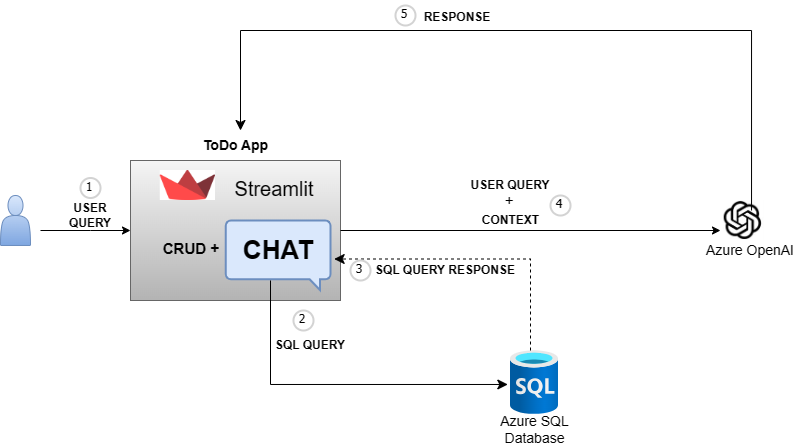 5 RESPONSE
ToDo App
1
USER
QUERY
Streamlit
CRUD +
CHAT
USER QUERY
+
CONTEXT
4
Azure OpenAI
3 SQL QUERY RESPONSE
2
SQL QUERY
SQL
Azure SQL
Database